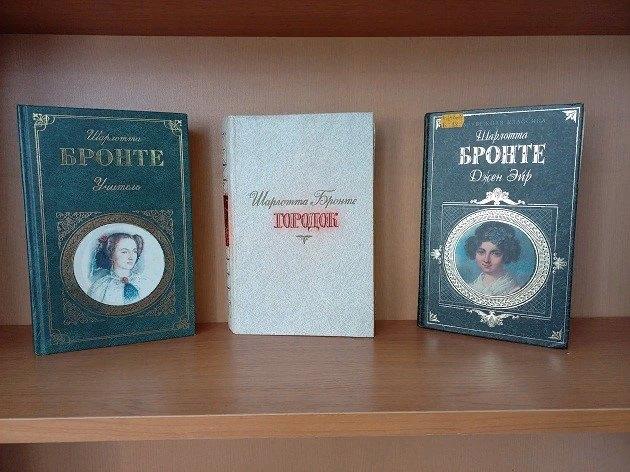 Шарлотта
БРОНТЕ
Учитель
Шарлотта Бронте
ГОРОДОК
Шарлотта
БРОНТЕ
Джен Эйр